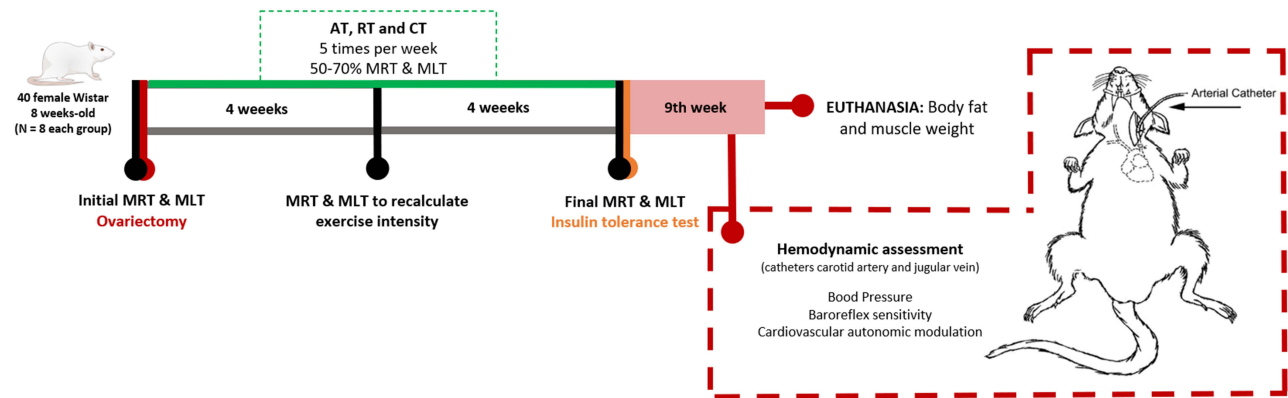 AT, RT and CT
5 times per week
50-70% MRT & MLT
40 female Wistar
8 weeks-old
(N = 8 each group)
4 weeeks
4 weeeks
9th week
EUTHANASIA: Body fat
and muscle weight
Arterial Catheter
Initial MRT & MLT
Ovariectomy
MRT & MLT to recalculate
exercise intensity
Final MRT & MLT
Insulin tolerance test
Hemodynamic assessment
(catheters carotid artery and jugular vein)
Bood Pressure
Baroreflex sensitivity
Cardiovascular autonomic modulation